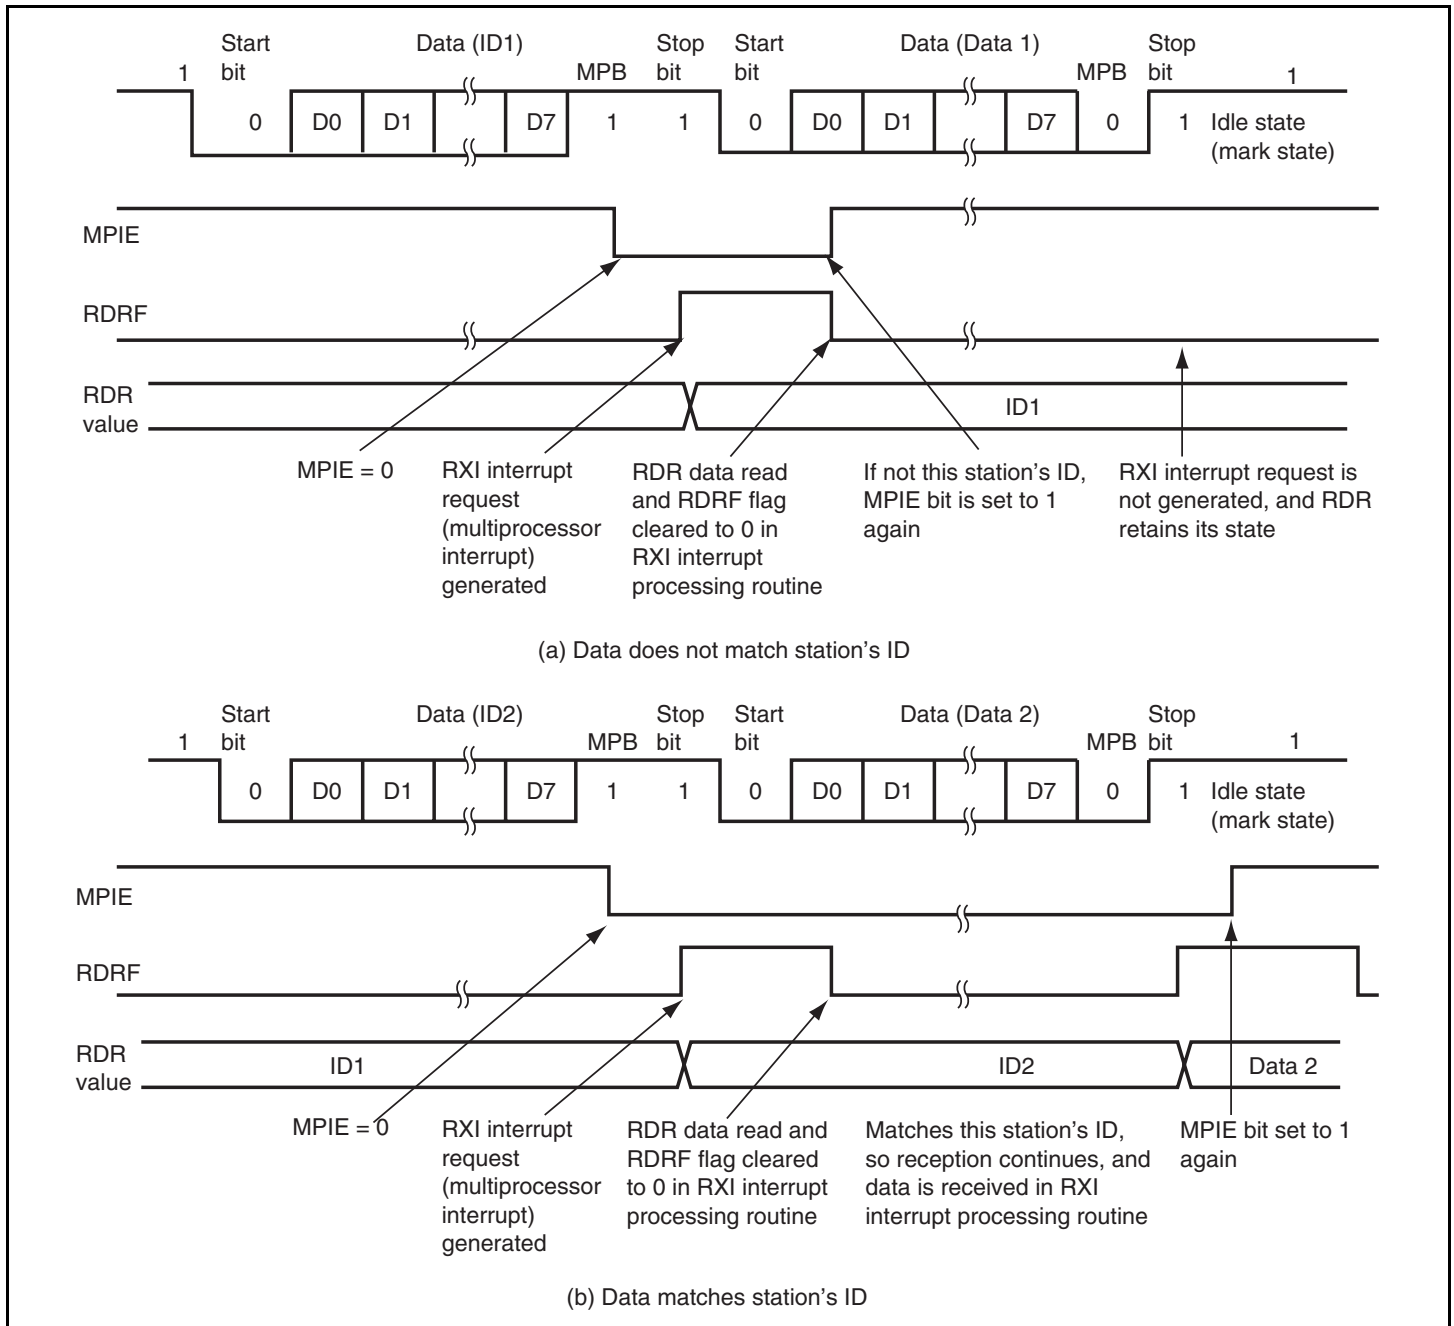 Start Data (ID1) Stop Start Data (Data 1) Stop
1 bit MPB bit bit MPB bit 1
0 D0 D1 D7 1 1 0 D0 D1 D7 0 1 Idle state
(mark state)
MPIE
RDRF
RDR
value
ID1
MPIE = 0
RXI interrupt
request
(multiprocessor
interrupt)
generated
RDR data read
and RDRF flag
cleared to 0 in
RXI interrupt
processing routine
If not this station's ID,
MPIE bit is set to 1
again
RXI interrupt request is
not generated, and RDR
retains its state
(a) Data does not match station's ID
Start Data (ID2) Stop Start Data (Data 2) Stop
1 bit MPB bit bit MPB bit 1
0 D0 D1 D7 1 1 0 D0 D1 D7 0 1 Idle state
(mark state)
MPIE
RDRF
RDR
value
ID1 ID2 Data 2
MPIE = 0
RXI interrupt
request
(multiprocessor
interrupt)
generated
RDR data read and
RDRF flag cleared
to 0 in RXI interrupt
processing routine
Matches this station's ID,
so reception continues, and
data is received in RXI
interrupt processing routine
MPIE bit set to 1
again
(b) Data matches station's ID